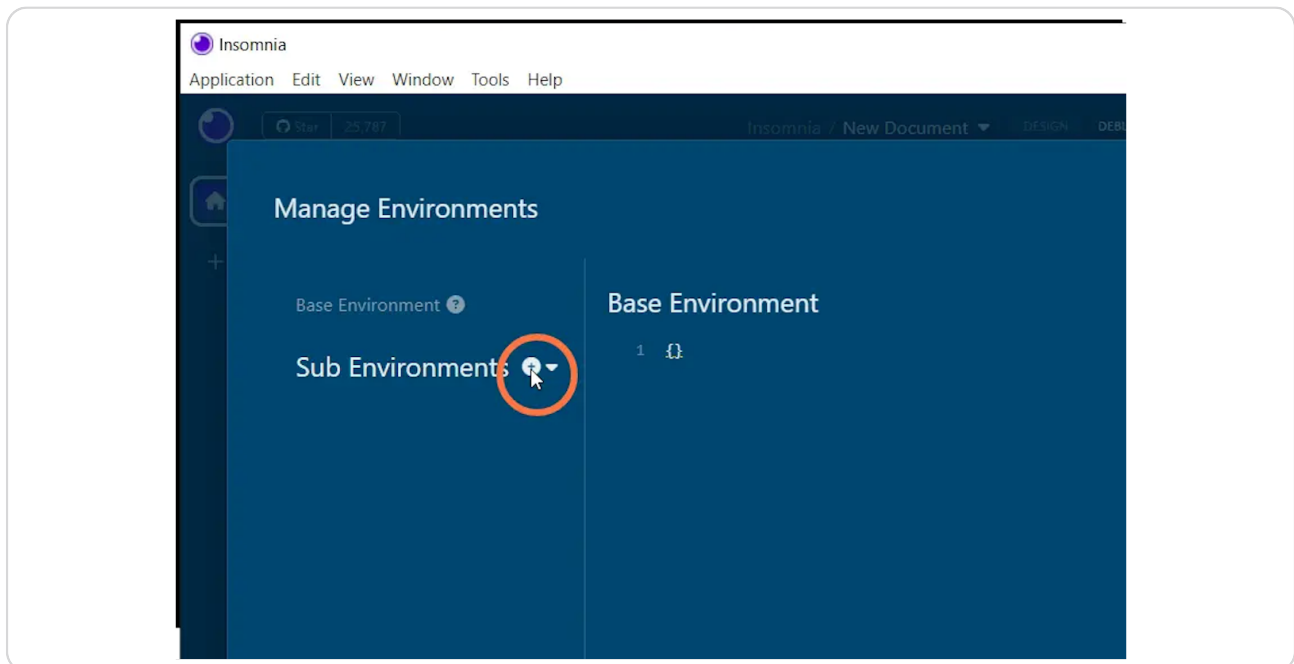 Insomnia
Application Edit View Window Tools Help
Star 25,787
Insomnia / New Document
DESIGN
Manage Environments
Base Environment ?
Sub Environments
Base Environment
1 {}